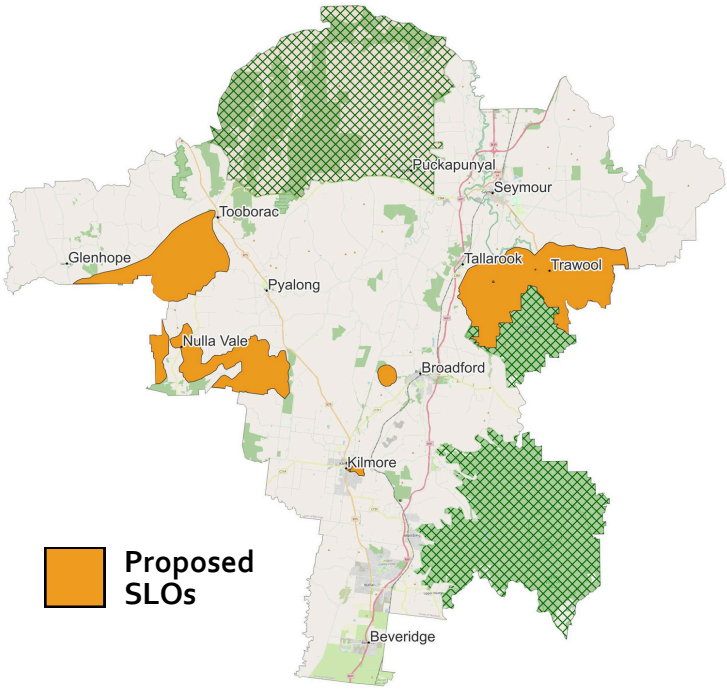 Puckapunyal
Seymour
Tooborac
Glenhope
Tallarook
Trawool
Pyalong
Nulla Vale
Broadford
Kilmore
Proposed
SLOs
Beveridge